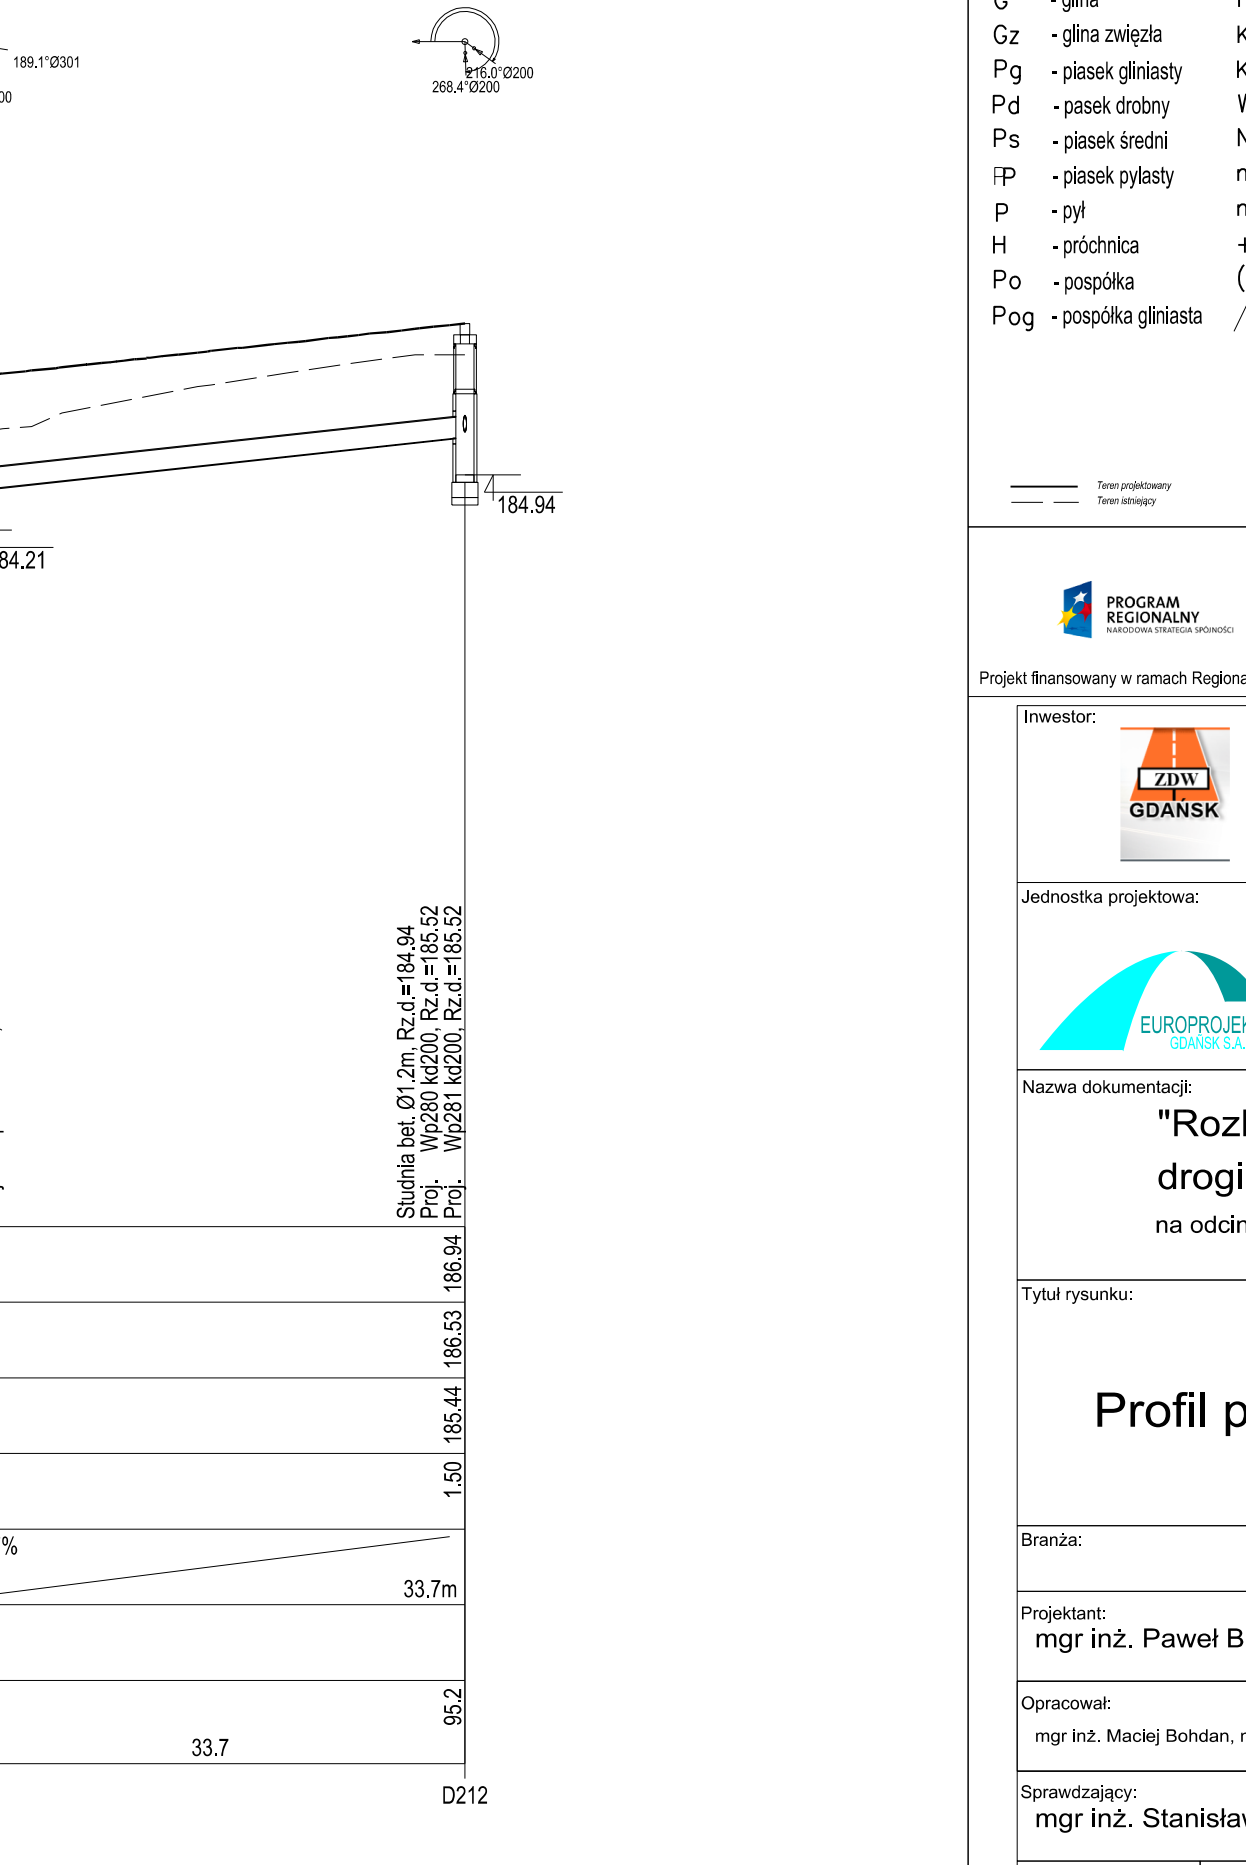 189.1°Ø301
00
216.0°Ø200
268.4°Ø200
G - glina
Gz - glina zwięzła
Pg - piasek gliniasty
Pd - pasek drobny
Ps - piasek średni
PP - piasek pylasty
P - pył
H - próchnica
Po - pospółka
Pog - pospółka gliniasta
Teren projektowany
Teren istniejący
184.94
84.21
PROGRAM
REGIONALNY
NARODOWA STRATEGIA SPÓJNOŚCI
Projekt finansowany w ramach Regiona
Inwestor:
ZDW
GDAŃSK
Jednostka projektowa:
EUROPROJEK
GDAŃSK S.A.
Nazwa dokumentacji:
"Roz
drogi
na odcin
Tytuł rysunku:
Profil p
Branża:
Projektant:
mgr inż. Paweł B
Opracował:
mgr inż. Maciej Bohdan, 
Sprawdzający:
mgr inż. Stanisła
Studnia bet. Ø1.2m, Rz.d.=184.94
Proj. Wp280 kd200, Rz.d.=185.52
Proj. Wp281 kd200, Rz.d.=185.52
186.94
186.53
185.44
1.50
%
33.7m
95.2
33.7
D212